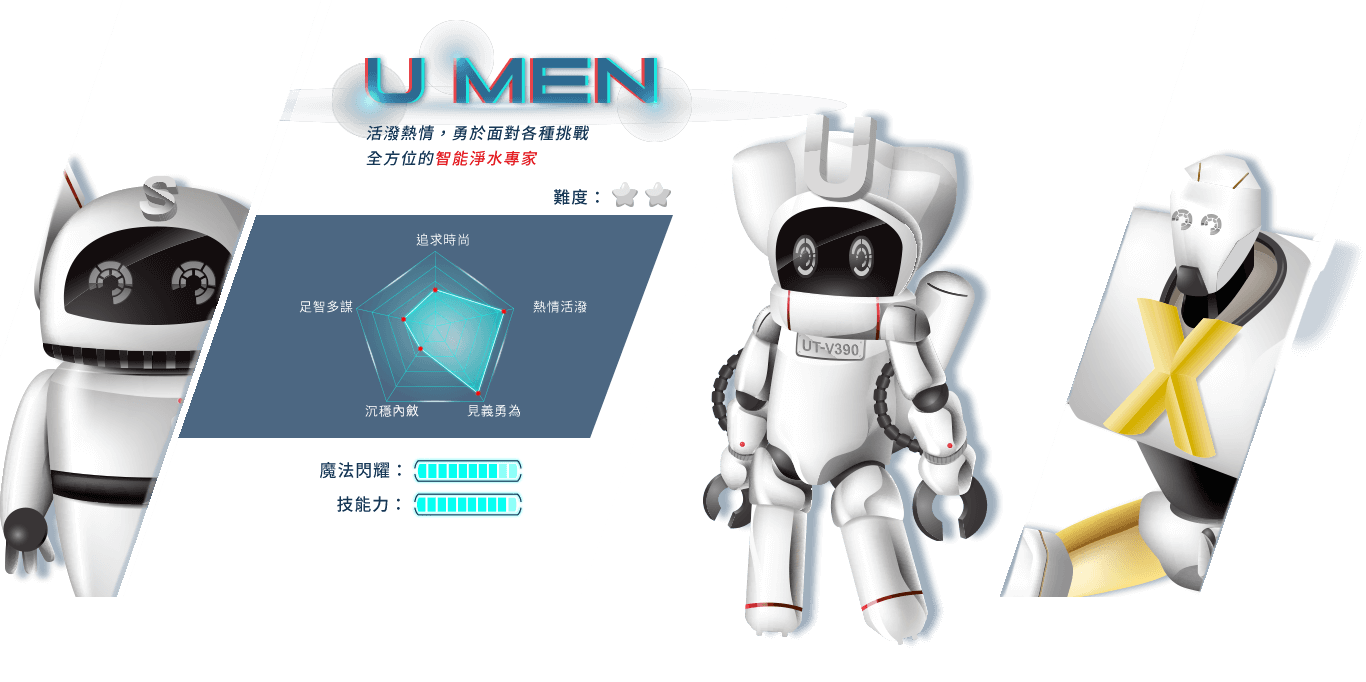 U MEN
活潑熱情，勇於面對各種挑戰
全方位的智能淨水專家
難度：
追求時尚
足智多謀
熱情活潑
沉穩內斂
見義勇為
魔法閃耀：
技能力：
S
U
UT-V390
X